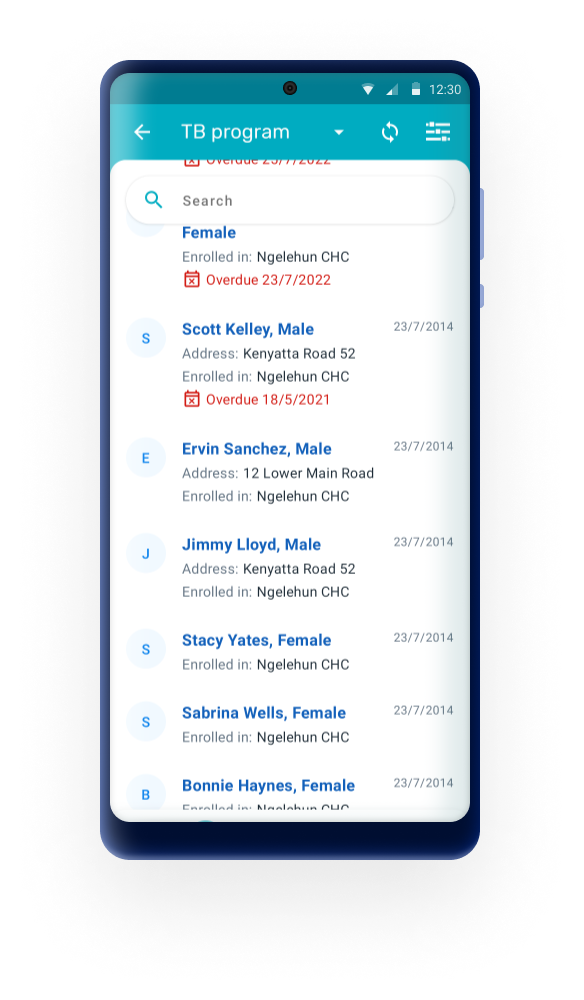 12:30
TB program
Overdue 25/7/2022
Search
Female
Enrolled in: Ngelehun CHC
Overdue 23/7/2022
S
Scott Kelley, Male
23/7/2014
Address: Kenyatta Road 52
Enrolled in: Ngelehun CHC
Overdue 18/5/2021
E
Ervin Sanchez, Male
23/7/2014
Address: 12 Lower Main Road
Enrolled in: Ngelehun CHC
J
Jimmy Lloyd, Male
23/7/2014
Address: Kenyatta Road 52
Enrolled in: Ngelehun CHC
S
Stacy Yates, Female
23/7/2014
Enrolled in: Ngelehun CHC
S
Sabrina Wells, Female
23/7/2014
Enrolled in: Ngelehun CHC
B
Bonnie Haynes, Female
23/7/2014
Enrolled in: Ngelehun CHC